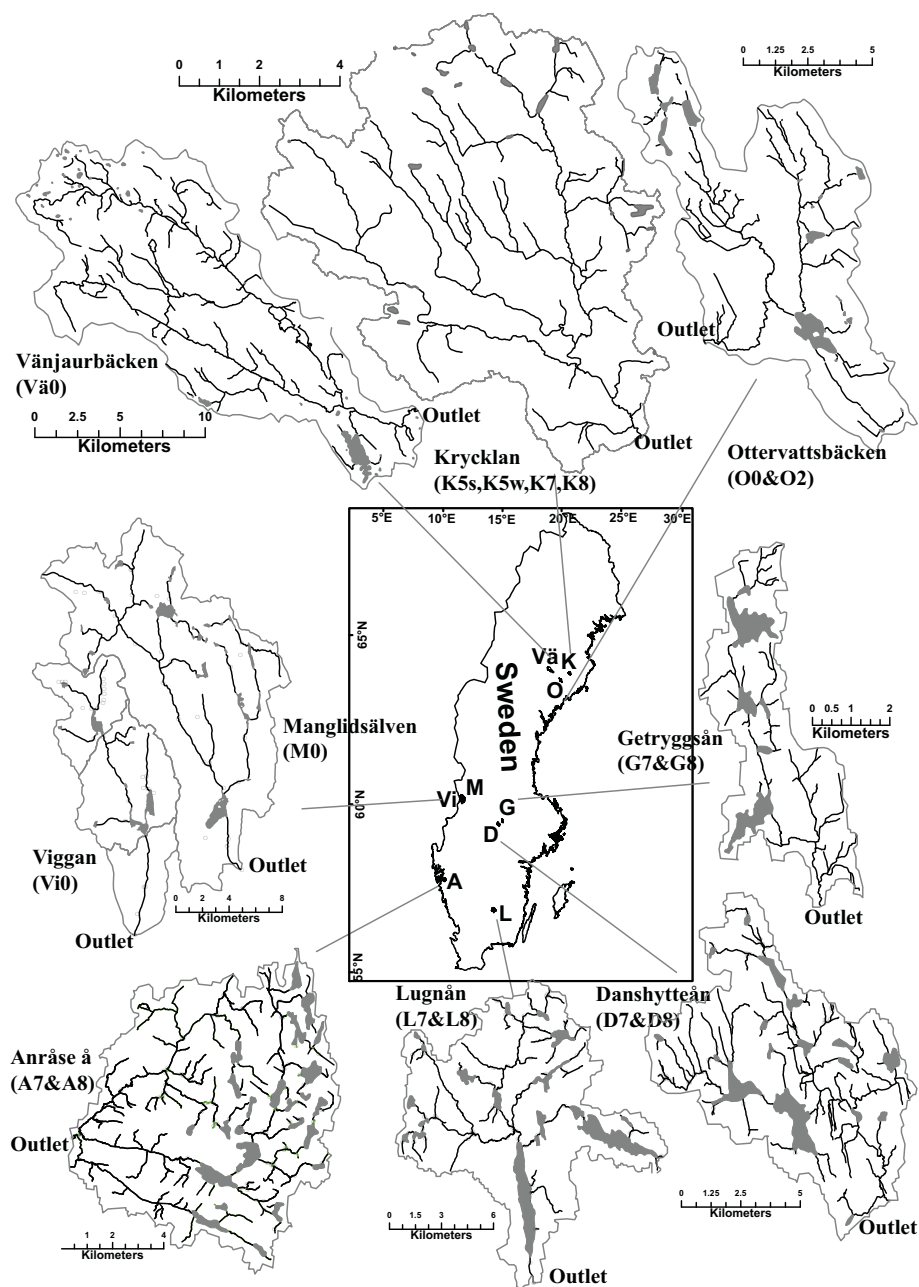 0 1 2 4
Kilometers
0 1.25 2.5 5
Kilometers
Vänjaurbäcken
(Vä0)
0 2.5 5 10
Kilometers
Outlet
Krycklan
(K5s,K5w,K7,K8)
Outlet
Outlet
Ottervattsbäcken
(O0&O2)
5°E 10°E 15°E 20°E 25°E 30°E
65°N
60°N
55°N
Sweden
Vä K
O
Vi M
G
D
A
L
Manglidsälven
(M0)
Viggan
(Vi0)
Outlet
0 2 4 8
Kilometers
Outlet
Getryggsån
(G7&G8)
0 0.5 1 2
Kilometers
Outlet
Anråse å
(A7&A8)
Outlet
0 1 2 4
Kilometers
Lugnån
(L7&L8)
0 1.5 3 6
Kilometers
Outlet
Danshytteån
(D7&D8)
0 1.25 2.5 5
Kilometers
Outlet